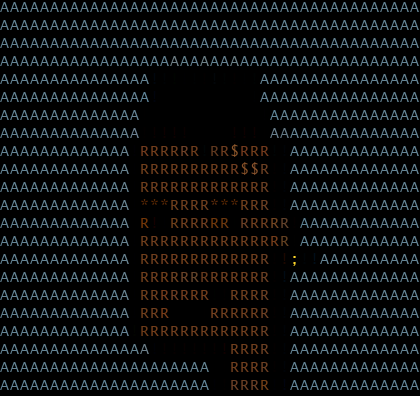 AAAAAAAAAAAAAAAAAAAAAAAAAAAAAAAAAAAAAAAAAA
AAAAAAAAAAAAAAAAAAAAAAAAAAAAAAAAAAAAAAAAAA
AAAAAAAAAAAAAAAAAAAAAAAAAAAAAAAAAAAAAAAAAA
AAAAAAAAAAAAAAAAAAAAAAAAAAAAAAAAAAAAAAAAAA
AAAAAAAAAAAAAAA           AAAAAAAAAAAAAAAA
AAAAAAAAAAAAAAA           AAAAAAAAAAAAAAAA
AAAAAAAAAAAAAA             AAAAAAAAAAAAAAA
AAAAAAAAAAAAAA             AAAAAAAAAAAAAAA
AAAAAAAAAAAAA RRRRRR RR$RRR  AAAAAAAAAAAAA
AAAAAAAAAAAAA RRRRRRRRRR$$R  AAAAAAAAAAAAA
AAAAAAAAAAAAA RRRRRRRRRRRRR  AAAAAAAAAAAAA
AAAAAAAAAAAAA ***RRRR***RRR  AAAAAAAAAAAAA
AAAAAAAAAAAAA R  RRRRRR RRRRR AAAAAAAAAAAA
AAAAAAAAAAAAA RRRRRRRRRRRRRRR AAAAAAAAAAAA
AAAAAAAAAAAAA RRRRRRRRRRRRR  ;  AAAAAAAAAA
AAAAAAAAAAAAA RRRRRRRRRRRRR  AAAAAAAAAAAAA
AAAAAAAAAAAAA RRRRRRR  RRRR  AAAAAAAAAAAAA
AAAAAAAAAAAAA RRR    RRRRRR  AAAAAAAAAAAAA
AAAAAAAAAAAAA RRRRRRRRRRRRR  AAAAAAAAAAAAA
AAAAAAAAAAAAAAA        RRRR  AAAAAAAAAAAAA
AAAAAAAAAAAAAAAAAAAAA  RRRR  AAAAAAAAAAAAA
AAAAAAAAAAAAAAAAAAAAA  RRRR  AAAAAAAAAAAAA